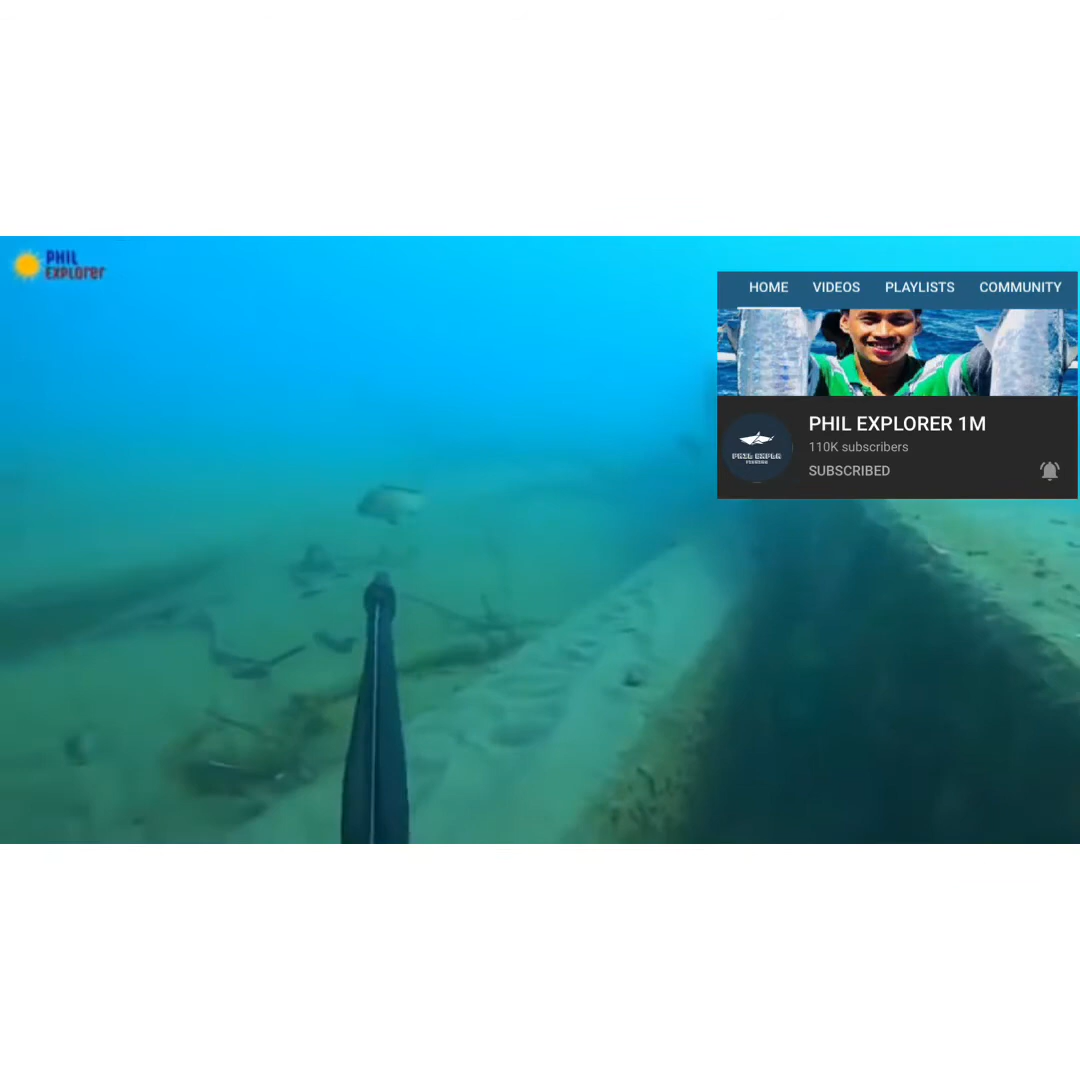 PHIL
EXPLORER
HOME VIDEOS PLAYLISTS COMMUNITY
PHIL EXPLORER 1M
110K subscribers
SUBSCRIBED